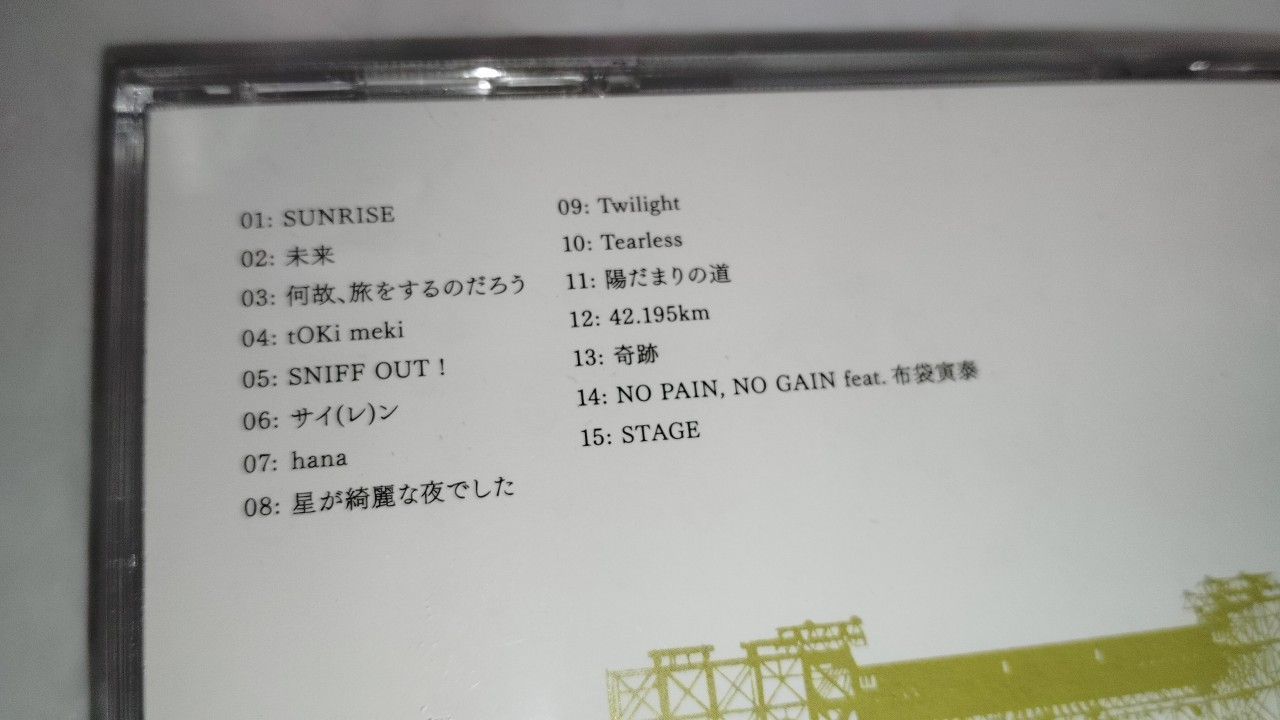 01: SUNRISE
02: 未来
03: 何故、旅をするのだろう
04: tOKi meki
05: SNIFF OUT！
06: サイ(レ)ン
07: hana
08: 星が綺麗な夜でした
09: Twilight
10: Tearless
11: 陽だまりの道
12: 42.195km
13: 奇跡
14: NO PAIN, NO GAIN feat. 布袋寅泰
15: STAGE